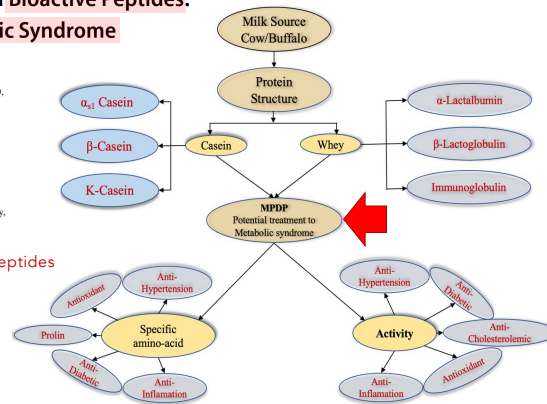 Bioactive Peptides:
ic Syndrome
Milk Source
Cow/Buffalo
Protein
Structure
αs1 Casein
β-Casein
K-Casein
Casein
Whey
α-Lactalbumin
β-Lactoglobulin
Immunoglobulin
MPDP
Potential treatment to
Metabolic syndrome
eptides
Antioxidant
Anti-
Hypertension
Prolin
Specific
amino-acid
Anti-
Diabetic
Anti-
Inflamation
Anti-
Hypertension
Anti-
Diabetic
Activity
Anti-
Cholesterolemic
Antioxidant
Anti-
Inflamation